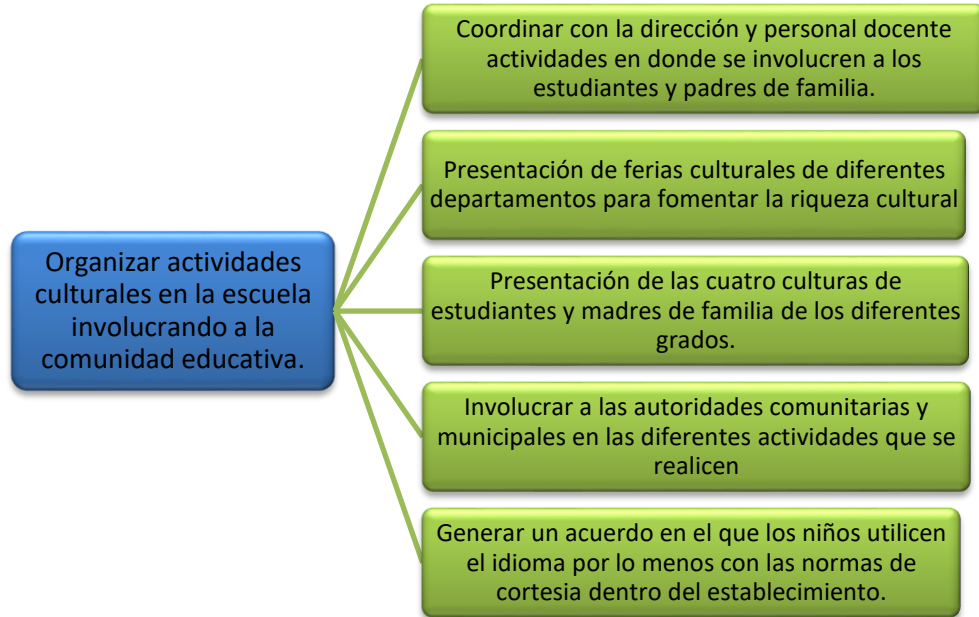 Organizar actividades
culturales en la escuela
involucrando a la
comunidad educativa.
Coordinar con la dirección y personal docente
actividades en donde se involucren a los
estudiantes y padres de familia.
Presentación de ferias culturales de diferentes
departamentos para fomentar la riqueza cultural
Presentación de las cuatro culturas de
estudiantes y madres de familia de los diferentes
grados.
Involucrar a las autoridades comunitarias y
municipales en las diferentes actividades que se
realicen
Generar un acuerdo en el que los niños utilicen
el idioma por lo menos con las normas de
cortesia dentro del establecimiento.